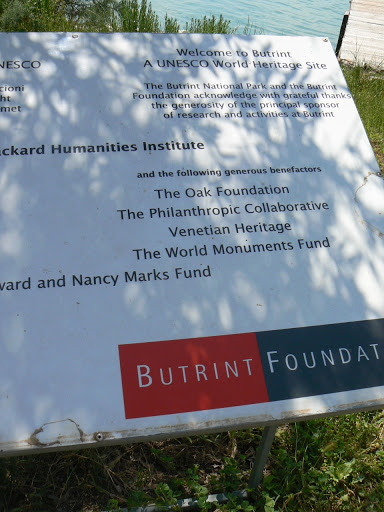 NESCO
cioni
ht
met
Welcome to Butrint
A UNESCO World Heritage Site
The Butrint National Park and the Butrint
Foundation acknowledge with grateful thanks
the generosity of the principal sponsor
of research and activities at Butrint
ackard Humanities Institute
and the following generous benefactors
The Oak Foundation
The Philanthropic Collaborative
Venetian Heritage
The World Monuments Fund
ward and Nancy Marks Fund
BUTRINT FOUNDAT